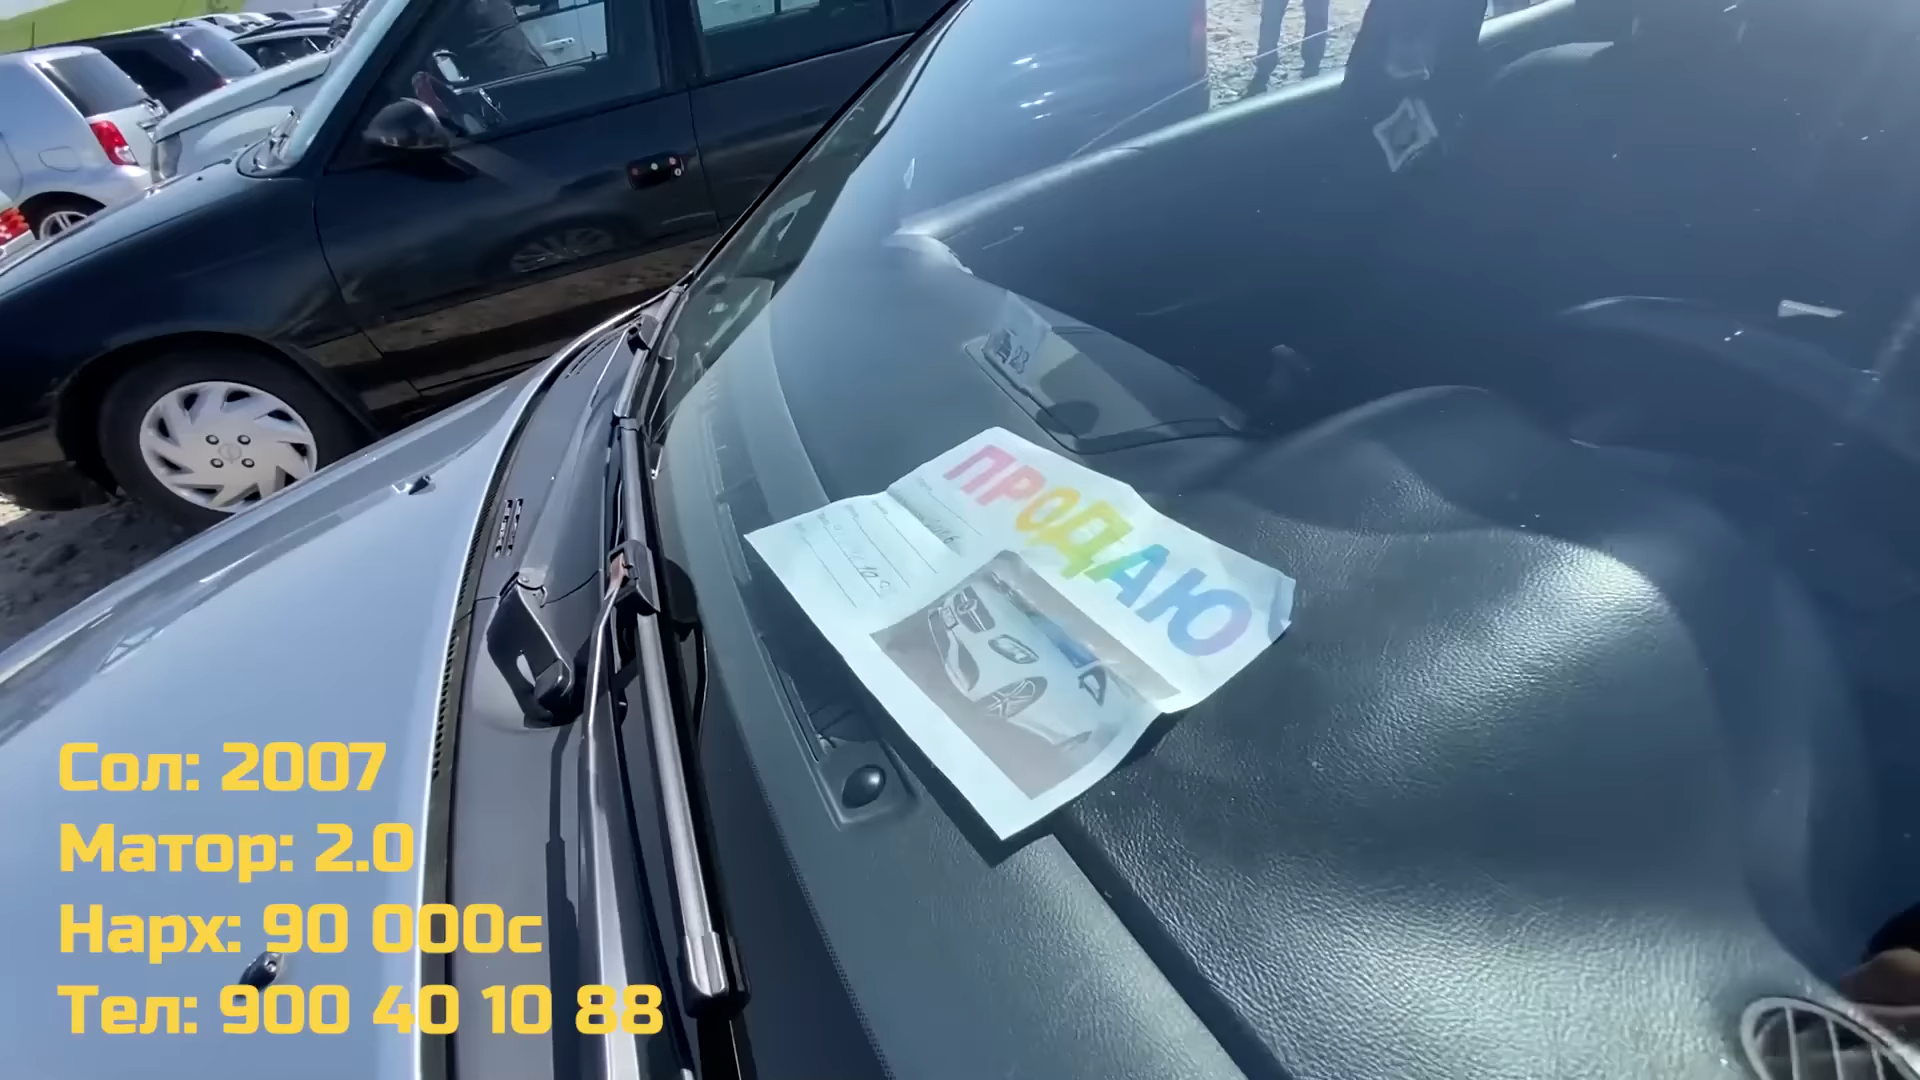 ПРОДАЮ
Сол: 2007
Матор: 2.0
Нарх: 90 000с
Тел: 900 40 10 88